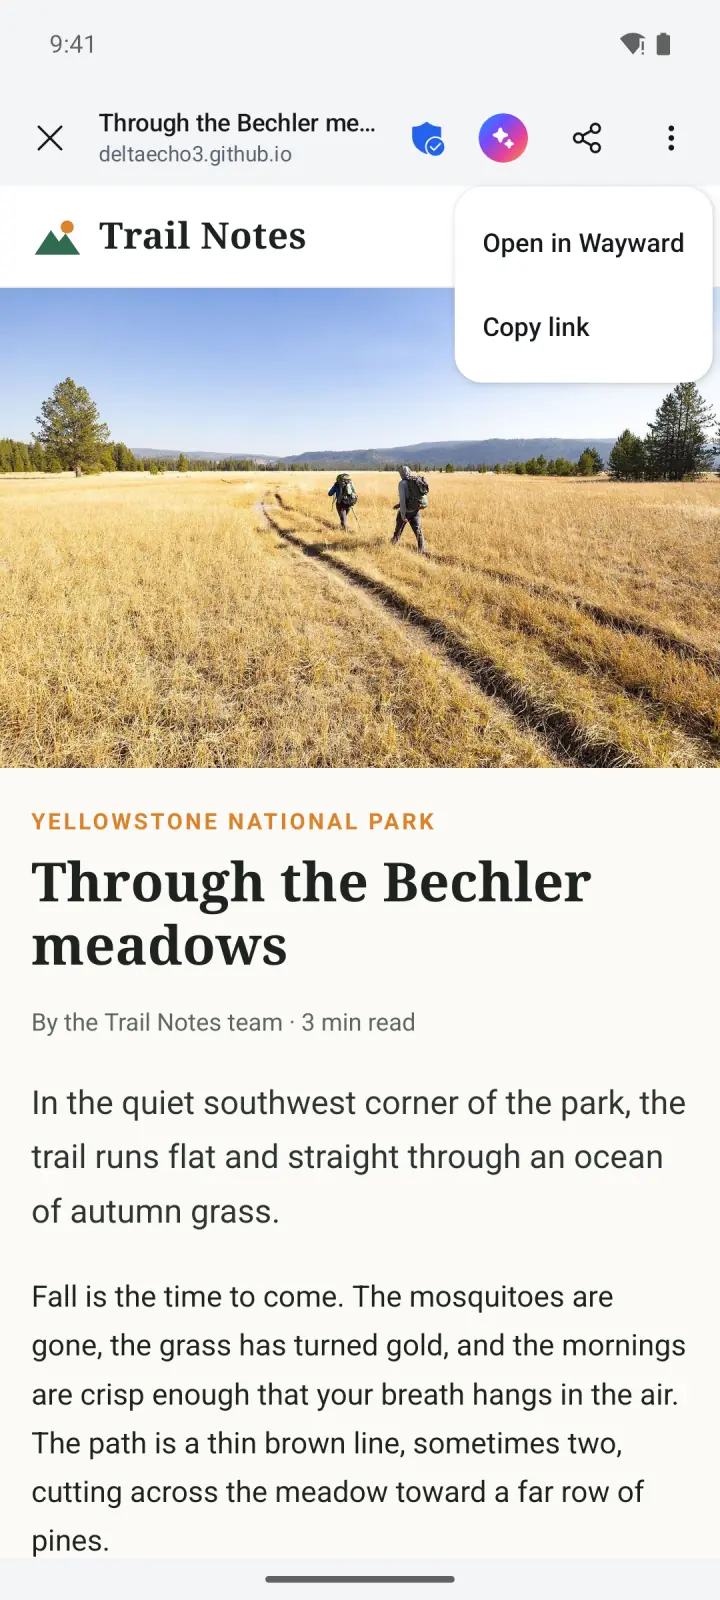 9:41
Through the Bechler me...
deltaecho3.github.io
Trail Notes
Open in Wayward
Copy link
YELLOWSTONE NATIONAL PARK
Through the Bechler
meadows
By the Trail Notes team · 3 min read
In the quiet southwest corner of the park, the
trail runs flat and straight through an ocean
of autumn grass.
Fall is the time to come. The mosquitoes are
gone, the grass has turned gold, and the mornings
are crisp enough that your breath hangs in the air.
The path is a thin brown line, sometimes two,
cutting across the meadow toward a far row of
pines.